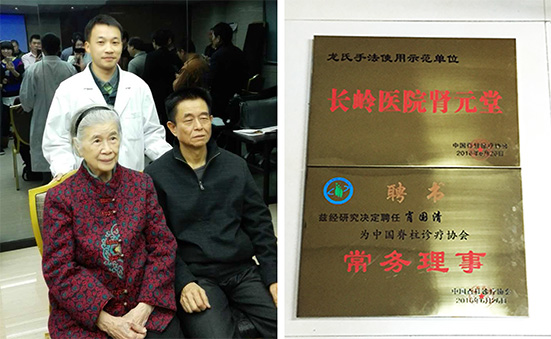 龙氏手法使用示范单位
长岭医院肾元堂
聘书
兹经研究决定聘任 肖国清
为中国脊柱诊疗协会
常务理事